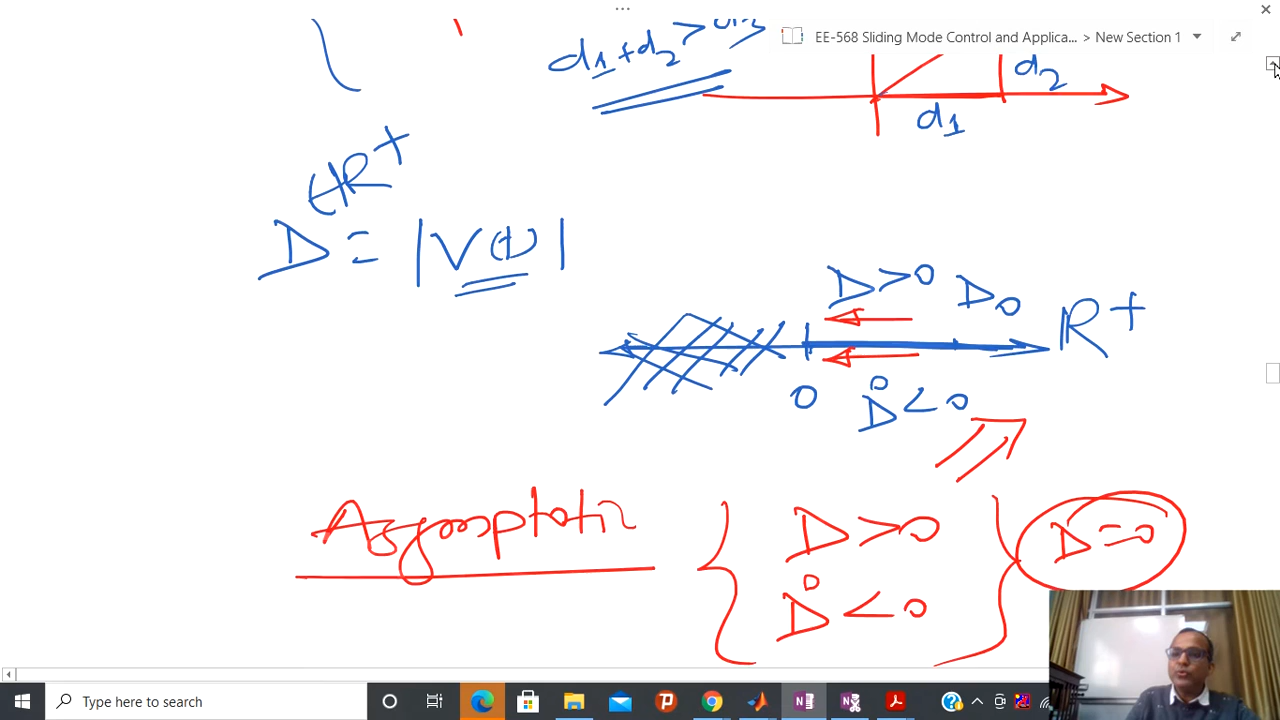 EE-568 Sliding Mode Control and Applica... > New Section 1
d1+d2 >
d2
d1
∈ℝ+
D = |V(t)|
D>0 D0 ℝ+
0 Ḋ<0
Asymptotic
D>0
Ḋ<0
D=0
Type here to search